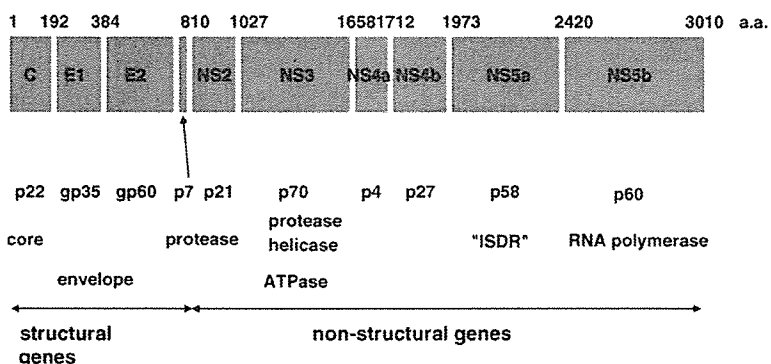 1 192 384 810 1027 1658 1712 1973 2420 3010 a.a.
C E1 E2 NS2 NS3 NS4a NS4b NS5a NS5b
p22 gp35 gp60 p7 p21 p70 p4 p27 p58 p60
core protease protease helicase "ISDR" RNA polymerase
envelope ATPase
structural genes non-structural genes